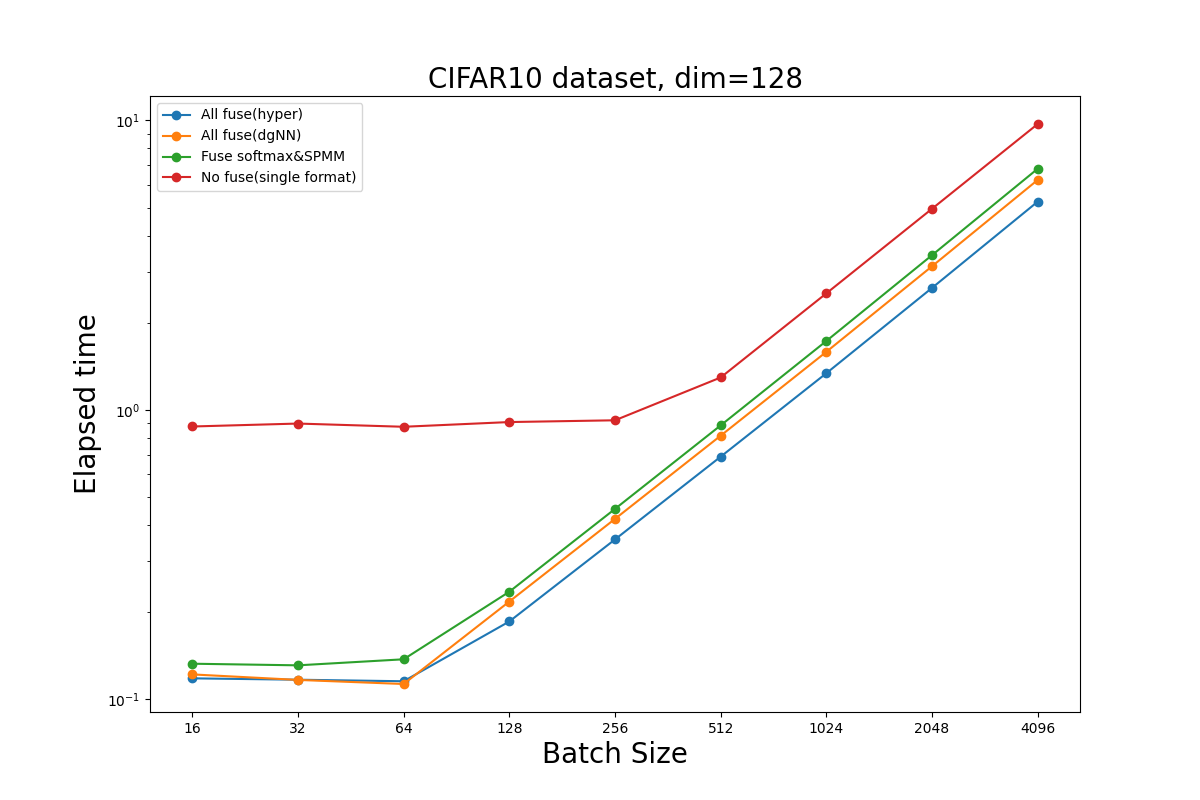 CIFAR10 dataset, dim=128
All fuse(hyper)
All fuse(dgNN)
Fuse softmax&SPMM
No fuse(single format)
Elapsed time
10¹
10⁰
10⁻¹
16 32 64 128 256 512 1024 2048 4096
Batch Size